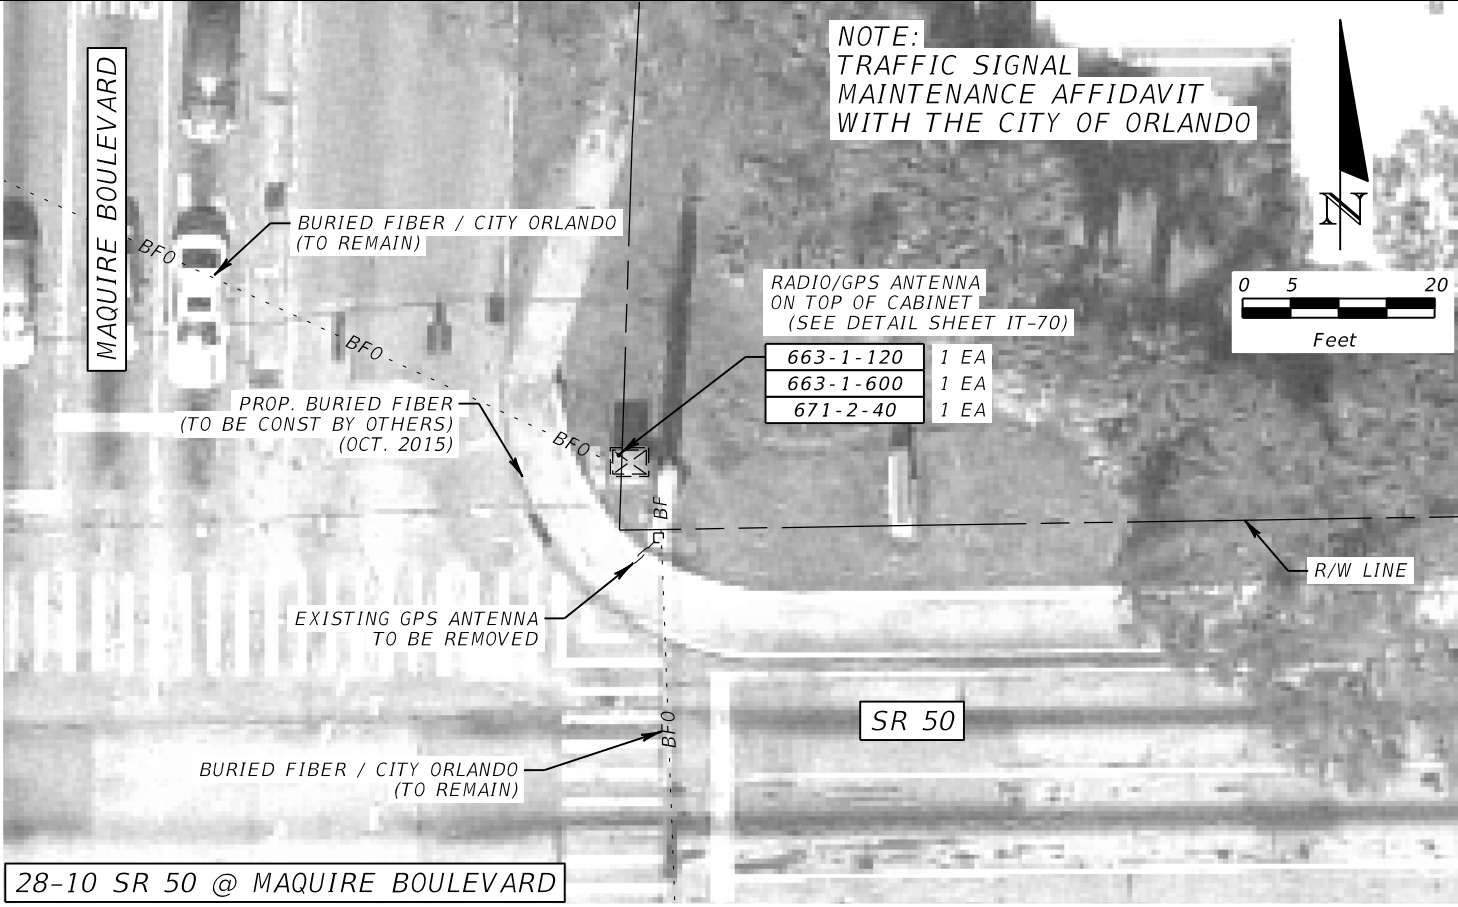 NOTE:
TRAFFIC SIGNAL
MAINTENANCE AFFIDAVIT
WITH THE CITY OF ORLANDO
N
0 5 20
Feet
MAQUIRE BOULEVARD
BURIED FIBER / CITY ORLANDO
(TO REMAIN)
BFO
BFO
BFO
RADIO/GPS ANTENNA
ON TOP OF CABINET
(SEE DETAIL SHEET IT-70)
663-1-120 1 EA
663-1-600 1 EA
671-2-40 1 EA
PROP. BURIED FIBER
(TO BE CONST BY OTHERS)
(OCT. 2015)
BF
R/W LINE
EXISTING GPS ANTENNA
TO BE REMOVED
SR 50
BFO
BURIED FIBER / CITY ORLANDO
(TO REMAIN)
28-10 SR 50 @ MAQUIRE BOULEVARD